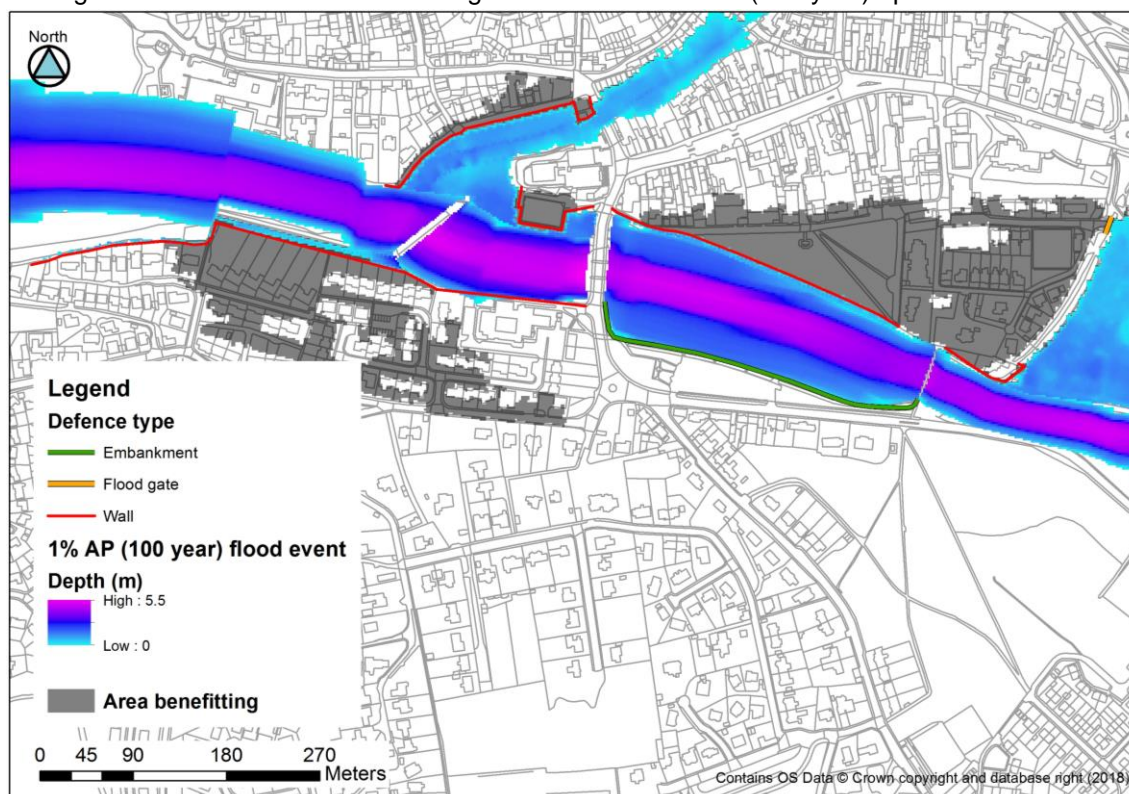 North
Legend
Defence type
Embankment
Flood gate
Wall
1% AP (100 year) flood event
Depth (m)
High : 5.5
Low : 0
Area benefitting
0 45 90 180 270
Meters
Contains OS Data © Crown copyright and database right (2018)